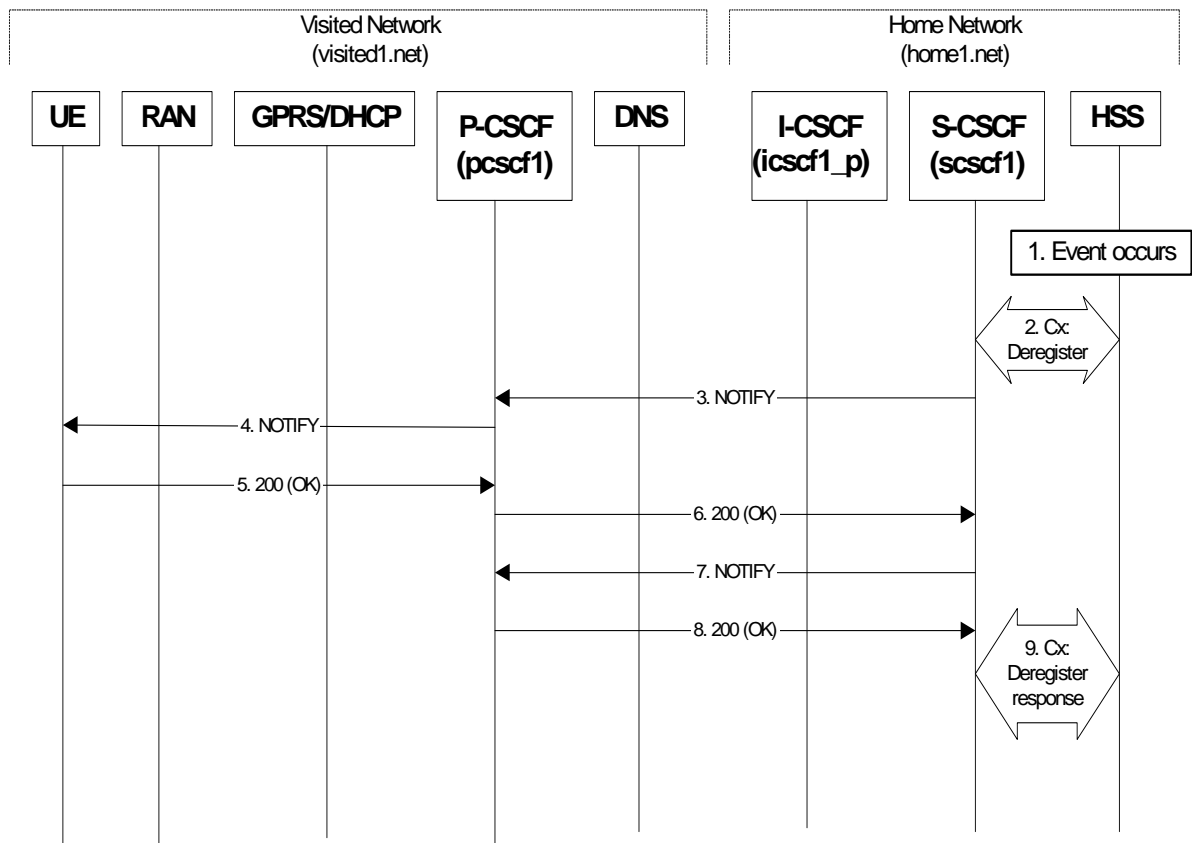 Visited Network
(visited1.net)
Home Network
(home1.net)
UE
RAN
GPRS/DHCP
P-CSCF
(pcscf1)
DNS
I-CSCF
(icscf1_p)
S-CSCF
(scscf1)
HSS
1. Event occurs
2. Cx:
Deregister
3. NOTIFY
4. NOTIFY
5. 200 (OK)
6. 200 (OK)
7. NOTIFY
8. 200 (OK)
9. Cx:
Deregister
response